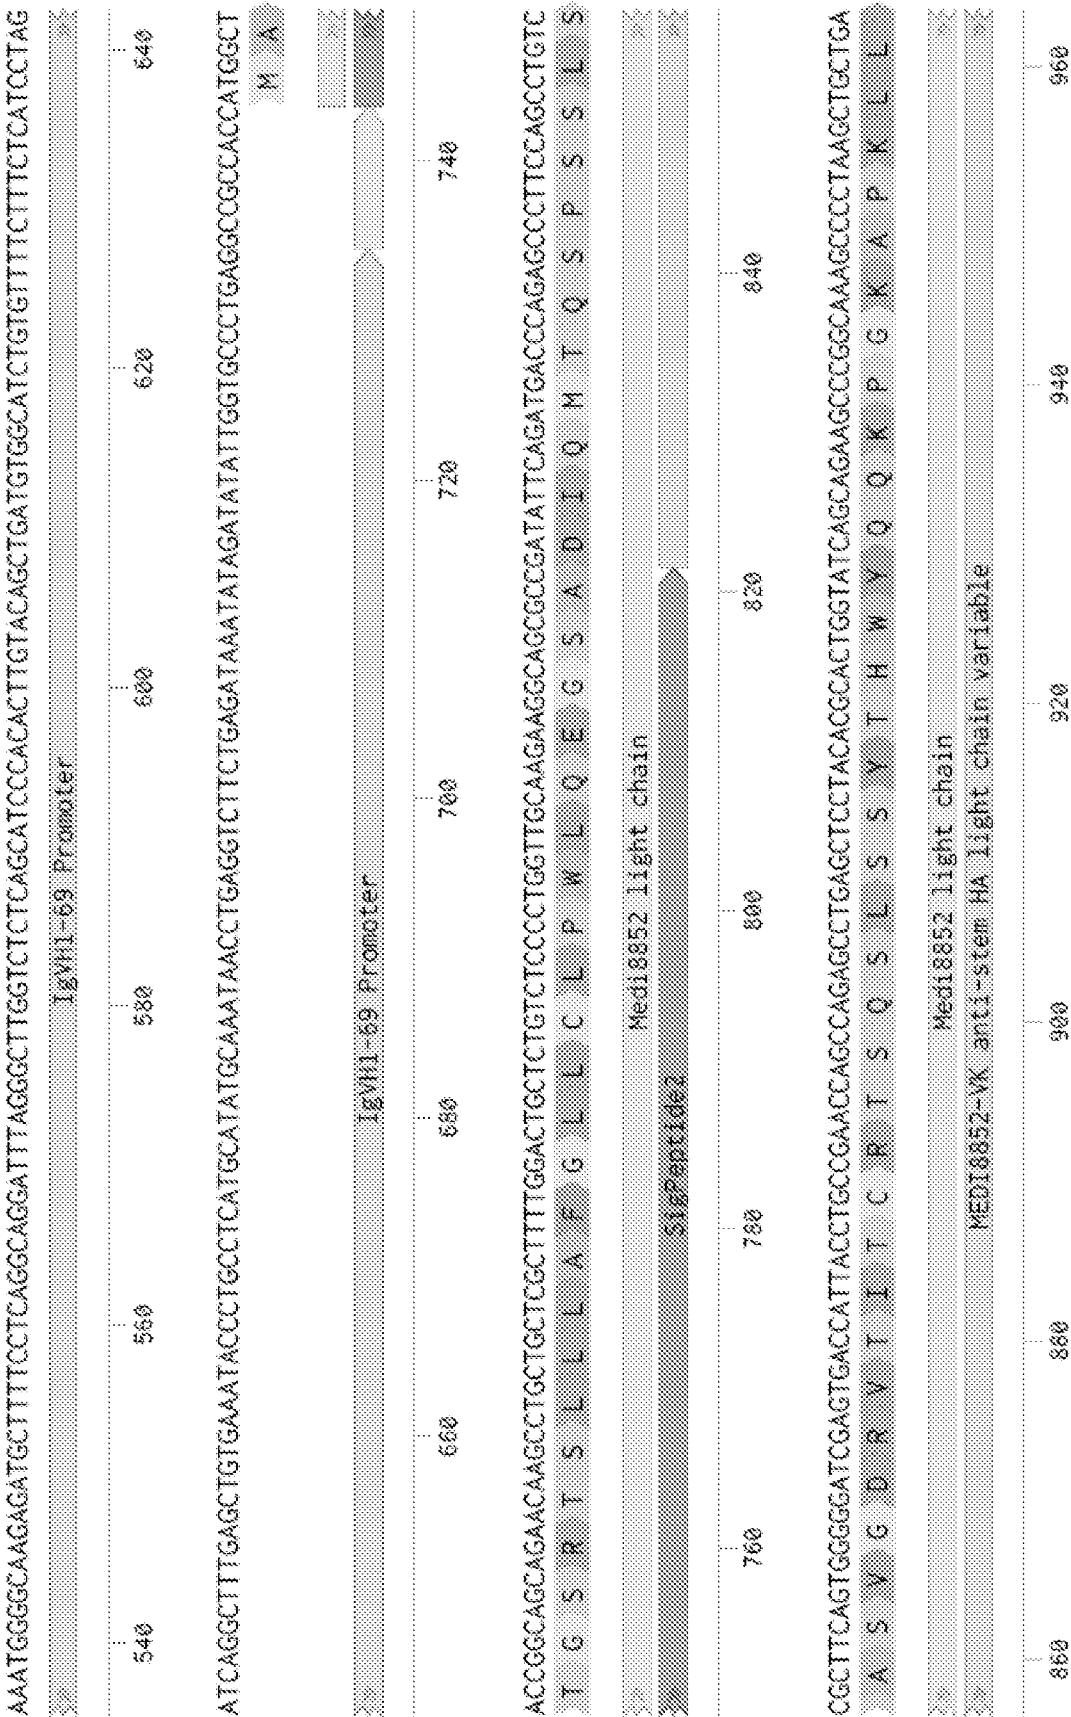 AAATGGGGCAAGAGATGCTTTTCCTCAGGCAGGATTTAGGGCTTGGTCTCTCAGCATCCCACACTTGTACAGCTGATGTGGCATCTGTGTTTTCTTTCTCATCCTAG
IgVH1-69 Promoter
540 560 580 600 620 640
ATCAGGCTTTGAGCTGTGAAATACCCTGCCTCATGCATATGCAAATAACCTGAGGTCTTCTGAGATAAATATAGATATATTGGTGCCCTGAGGCCGCCACCATGGCT
M A
IgVH1-69 Promoter
660 680 700 720 740
ACCGGCAGCAGAACAAGCCTGCTGCTCGCTTTTGGACTGCTCTGTCTCCCCTGGTTGCAAGAAGGCAGCGCCGATATTCAGATGACCCAGAGCCCTTCCAGCCTGTC
T G S R T S L L L A F G L L C L P W L Q E G S A D I Q M T Q S P S S L S
Medi8852 light chain
SigPeptide2
760 780 800 820 840
CGCTTCAGTGGGGGATCGAGTGACCATTACCTGCCGAACCAGCCAGAGCCTGAGCTCCTACACGCACTGGTATCAGCAGAAGCCCGGCAAAGCCCCTAAGCTGCTGA
A S V G D R V T I T C R T S Q S L S S Y T H W Y Q Q K P G K A P K L L
Medi8852 light chain
MEDI8852-VK anti-stem HA light chain variable
860 880 900 920 940 960